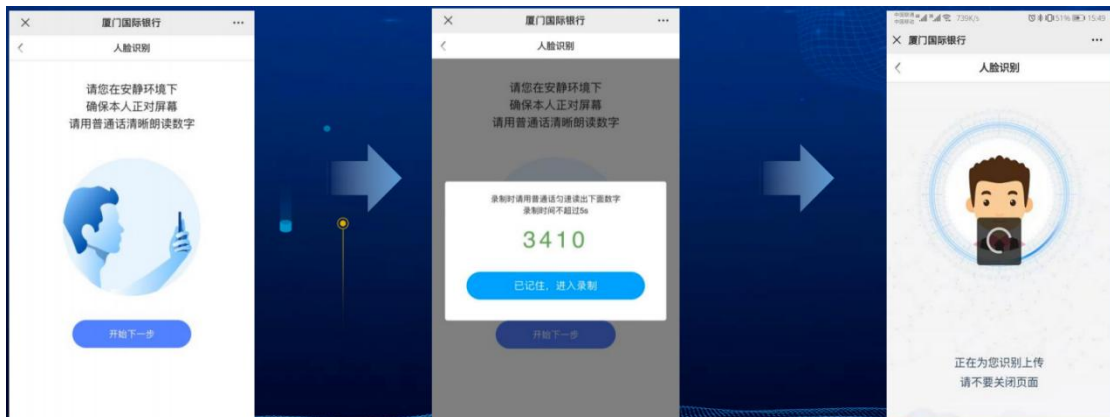 厦门国际银行
人脸识别
请您在安静环境下
确保本人正对屏幕
请用普通话清晰朗读数字
开始下一步
厦门国际银行
人脸识别
请您在安静环境下
确保本人正对屏幕
请用普通话清晰朗读数字
录制时请用普通话匀速读出下面数字
录制时间不超过5s
3410
已记住，进入录制
开始下一步
739K/s 51% 15:49
厦门国际银行
人脸识别
正在为您识别上传
请不要关闭页面